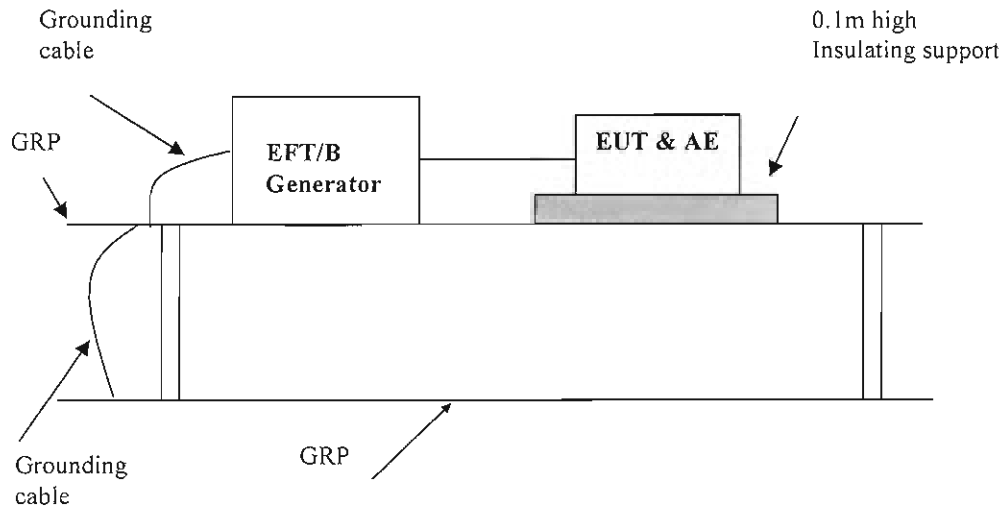 Grounding
cable
0.1m high
Insulating support
GRP
EFT/B
Generator
EUT & AE
GRP
Grounding
cable